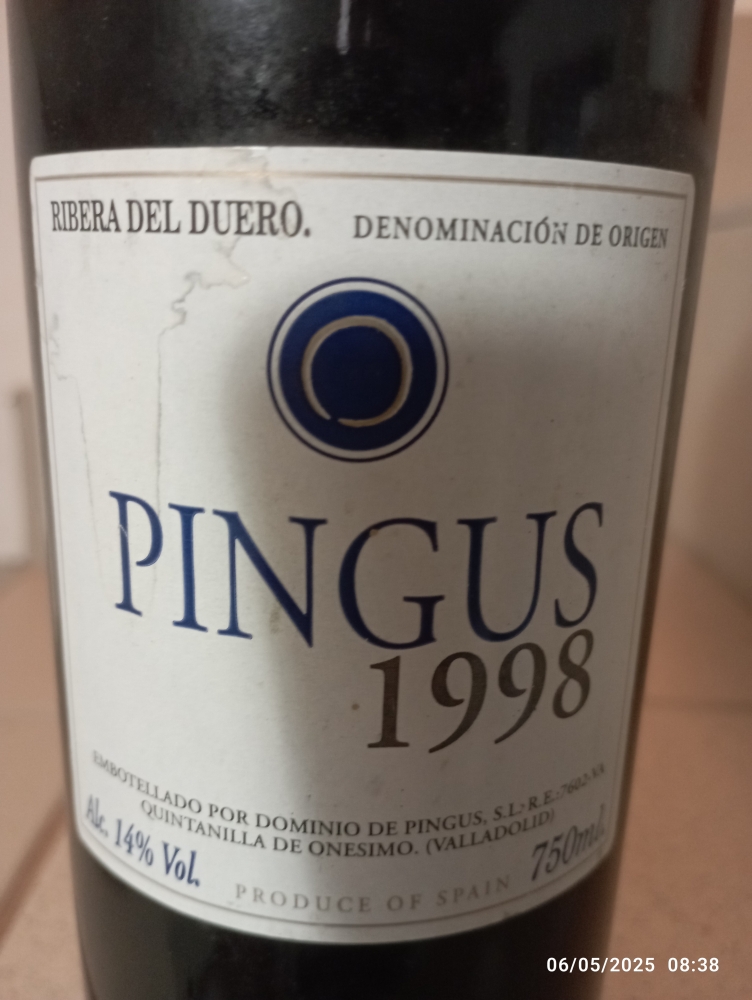 RIBERA DEL DUERO. DENOMINACIÓN DE ORIGEN
PINGUS
1998
EMBOTELLADO POR DOMINIO DE PINGUS, S.L. R.E. 7602-VA
QUINTANILLA DE ONESIMO. (VALLADOLID)
Alc. 14% Vol. 750ml.
PRODUCE OF SPAIN
06/05/2025 08:38